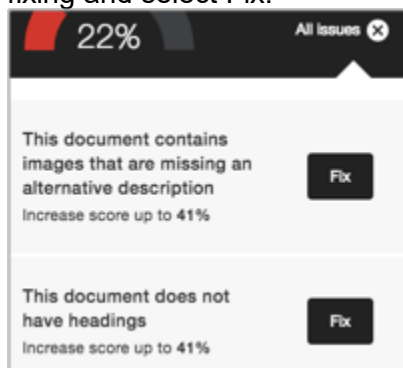 fixing and select Fix.
22%
All issues
This document contains
images that are missing an
alternative description
Fix
Increase score up to 41%
This document does not
have headings
Fix
Increase score up to 41%